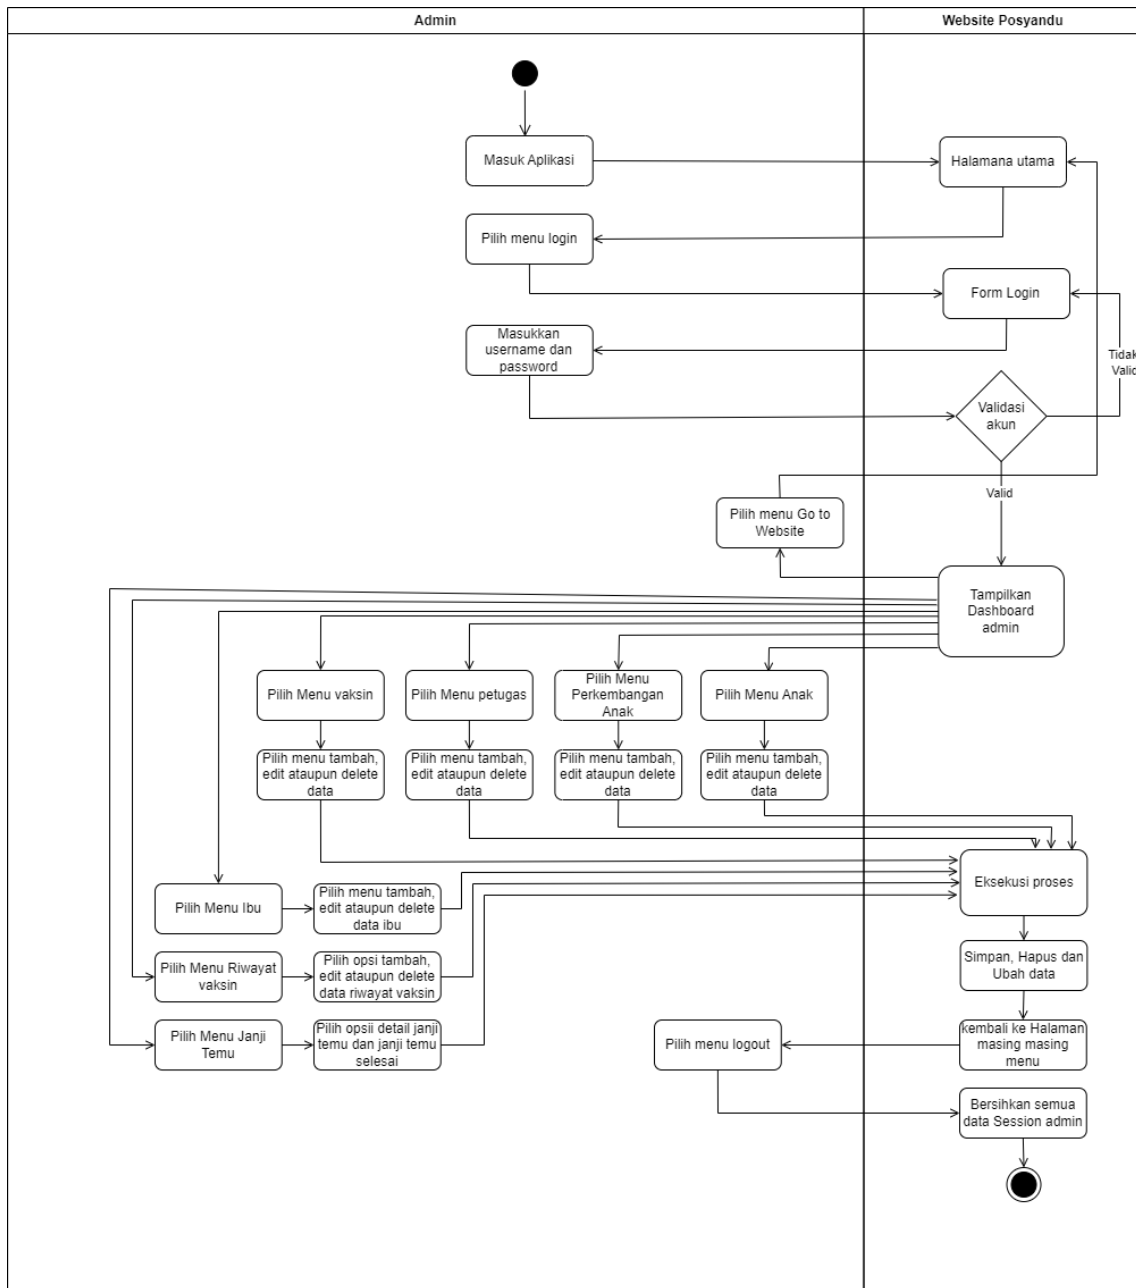 Admin
Website Posyandu
Masuk Aplikasi
Halamana utama
Pilih menu login
Form Login
Masukkan
username dan
password
Tidak
Valid
Validasi
akun
Valid
Pilih menu Go to
Website
Tampilkan
Dashboard
admin
Pilih Menu vaksin
Pilih Menu petugas
Pilih Menu
Perkembangan
Anak
Pilih Menu Anak
Pilih menu tambah,
edit ataupun delete
data
Pilih menu tambah,
edit ataupun delete
data
Pilih menu tambah,
edit ataupun delete
data
Pilih menu tambah,
edit ataupun delete
data
Eksekusi proses
Pilih Menu Ibu
Pilih menu tambah,
edit ataupun delete
data ibu
Simpan, Hapus dan
Ubah data
Pilih Menu Riwayat
vaksin
Pilih opsi tambah,
edit ataupun delete
data riwayat vaksin
Pilih Menu Janji
Temu
Pilih opsii detail janji
temu dan janji temu
selesai
Pilih menu logout
kembali ke Halaman
masing masing
menu
Bersihkan semua
data Session admin